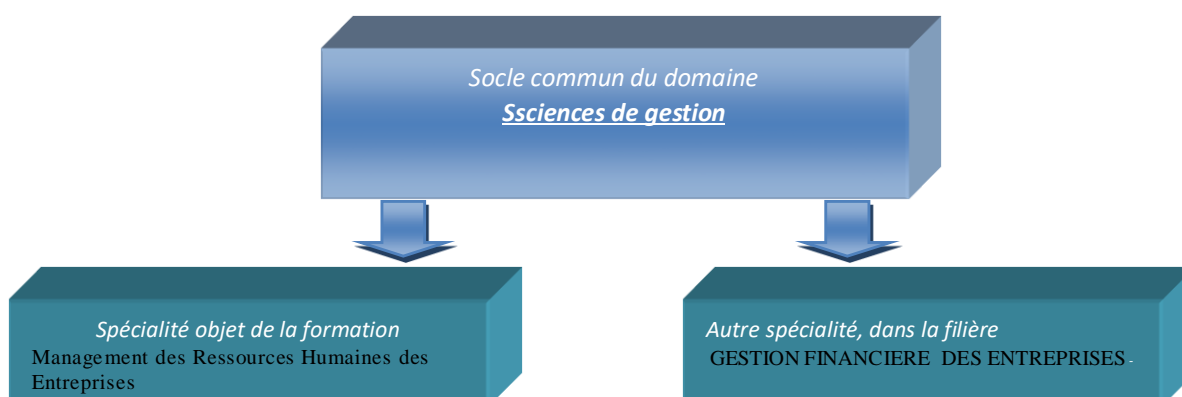 Socle commun du domaine
Ssciences de gestion
Spécialité objet de la formation
Management des Ressources Humaines des
Entreprises
Autre spécialité, dans la filière
GESTION FINANCIERE DES ENTREPRISES -